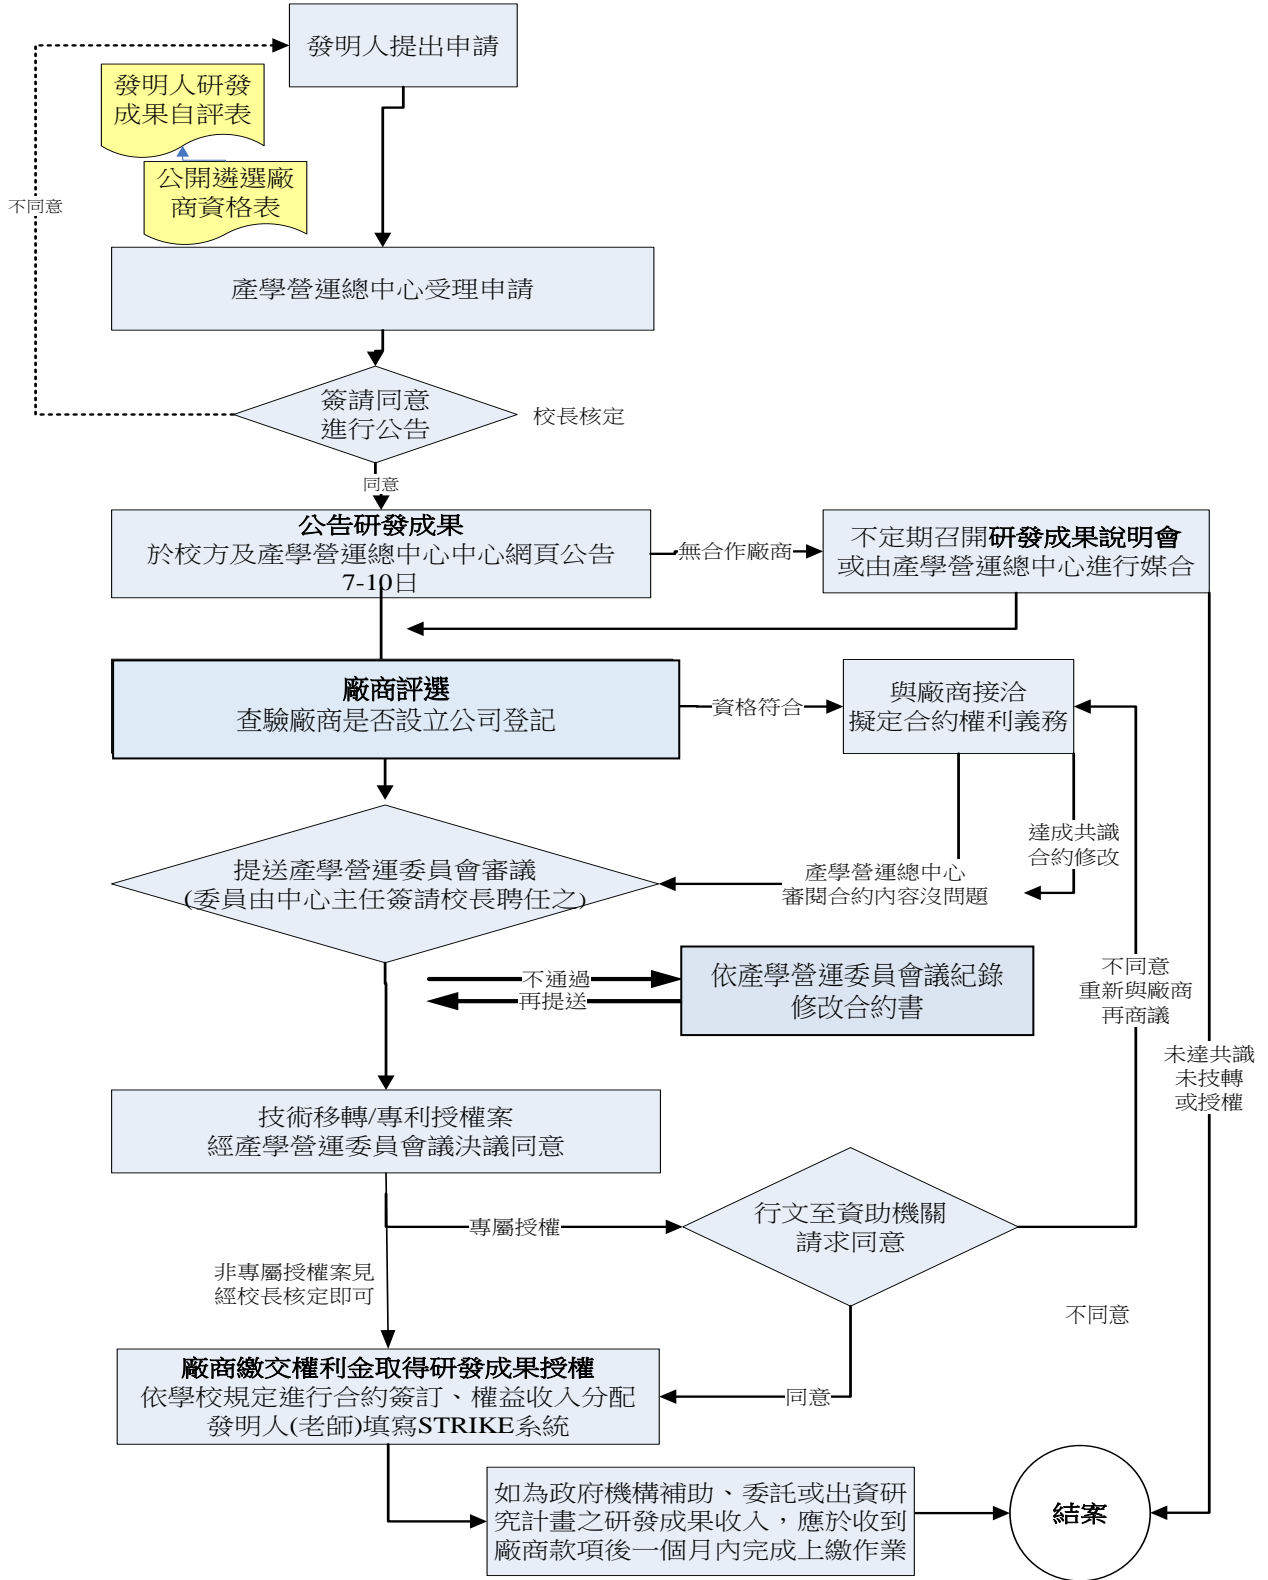 發明人提出申請
發明人研發
成果自評表
公開遴選廠
商資格表
不同意
產學營運總中心受理申請
簽請同意
進行公告
校長核定
同意
公告研發成果
於校方及產學營運總中心中心網頁公告
7-10日
無合作廠商
不定期召開研發成果說明會
或由產學營運總中心進行媒合
廠商評選
查驗廠商是否設立公司登記
資格符合
與廠商接洽
擬定合約權利義務
達成共識
合約修改
產學營運總中心
審閱合約內容沒問題
提送產學營運委員會審議
(委員由中心主任簽請校長聘任之)
不通過
再提送
依產學營運委員會議紀錄
修改合約書
不同意
重新與廠商
再商議
未達共識
未技轉
或授權
技術移轉/專利授權案
經產學營運委員會議決議同意
專屬授權
行文至資助機關
請求同意
非專屬授權案見
經校長核定即可
不同意
廠商繳交權利金取得研發成果授權
依學校規定進行合約簽訂、權益收入分配
發明人(老師)填寫STRIKE系統
同意
如為政府機構補助、委託或出資研
究計畫之研發成果收入，應於收到
廠商款項後一個月內完成上繳作業
結案